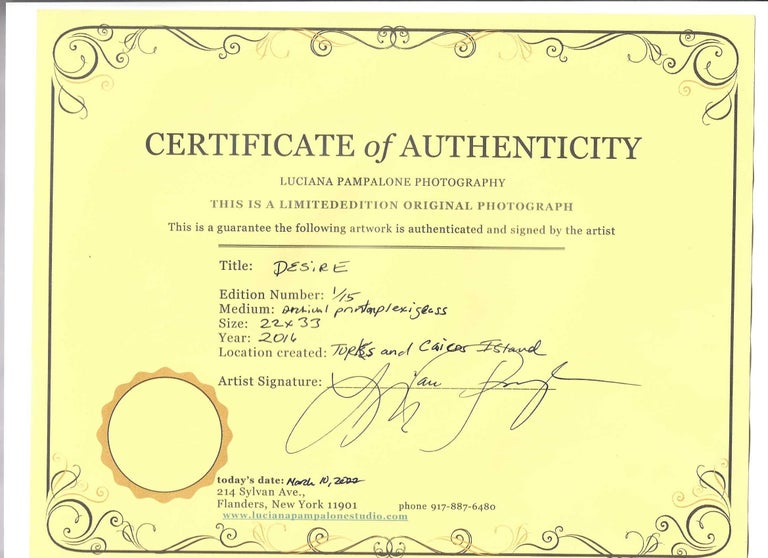 CERTIFICATE of AUTHENTICITY
LUCIANA PAMPALONE PHOTOGRAPHY
THIS IS A LIMITEDEDITION ORIGINAL PHOTOGRAPH
This is a guarantee the following artwork is authenticated and signed by the artist
Title: DESIRE
Edition Number: 1/15
Medium: archival print plexiglass
Size: 22x33
Year: 2016
Location created: Turks and Caicos Island
Artist Signature:
today's date: March 10, 2022
214 Sylvan Ave.,
Flanders, New York 11901 phone 917-887-6480
www.lucianapampalonestudio.com